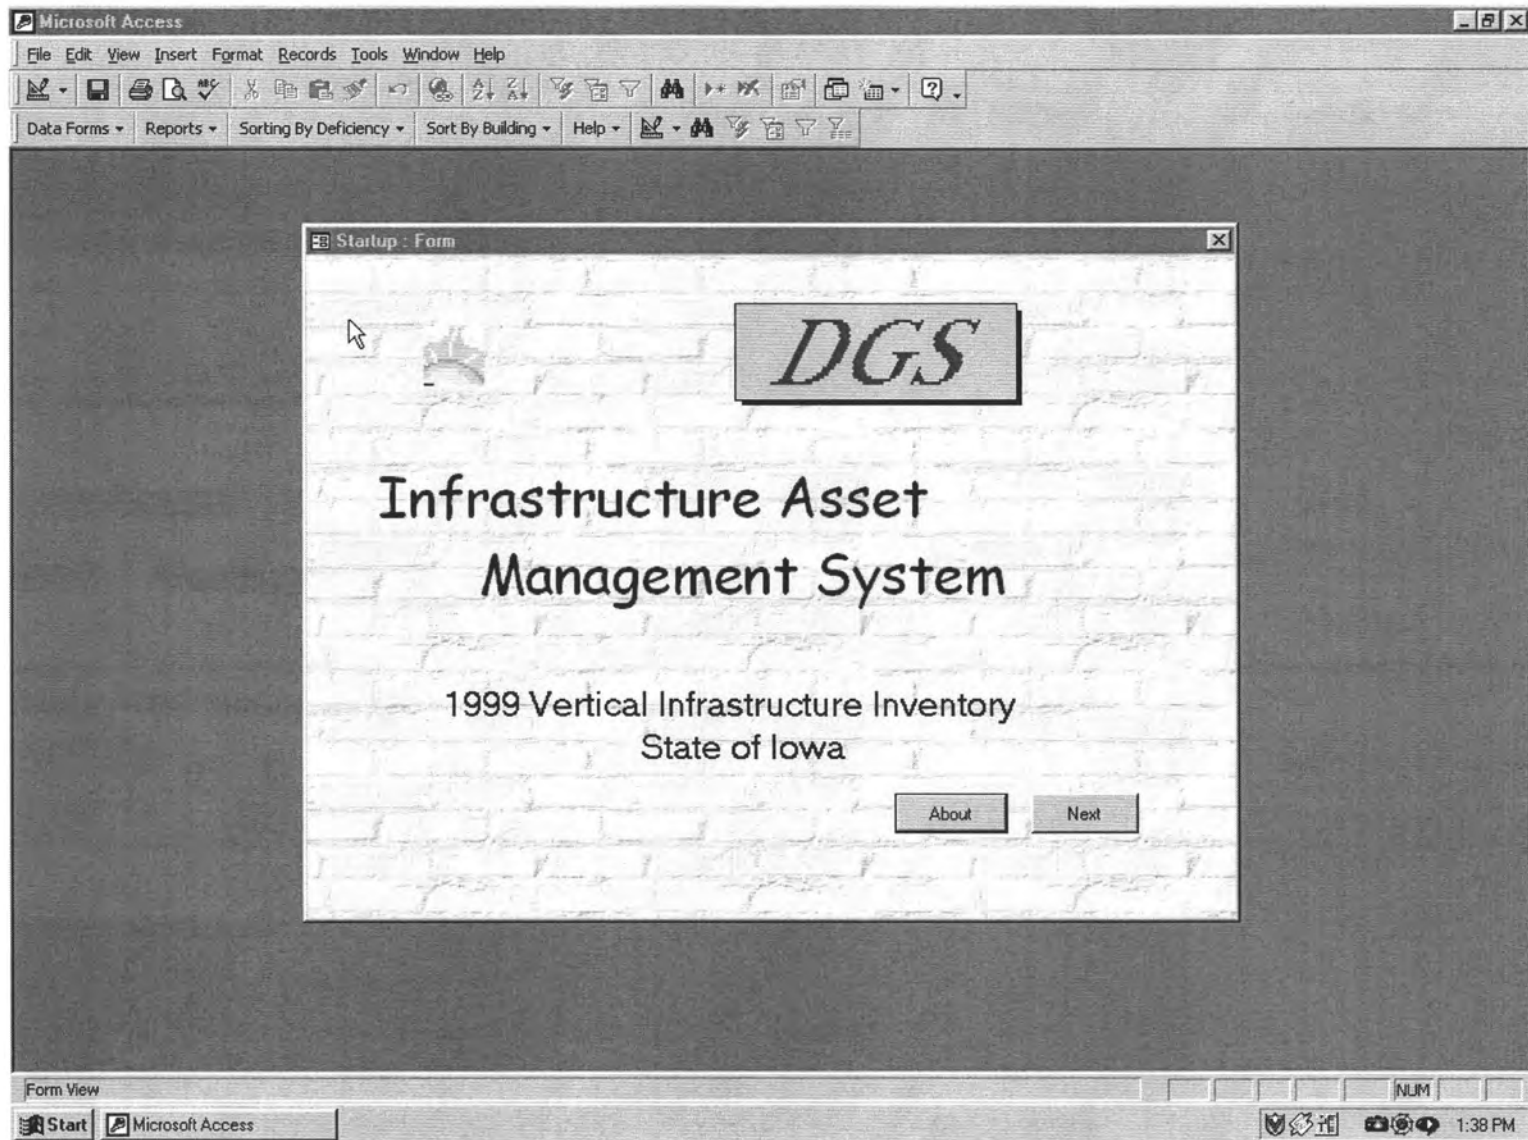 Microsoft Access
File Edit View Insert Format Records Tools Window Help
Data Forms Reports Sorting By Deficiency Sort By Building Help
Startup : Form
DGS
Infrastructure Asset
Management System
1999 Vertical Infrastructure Inventory
State of Iowa
About Next
Form View NUM
Start Microsoft Access 1:38 PM